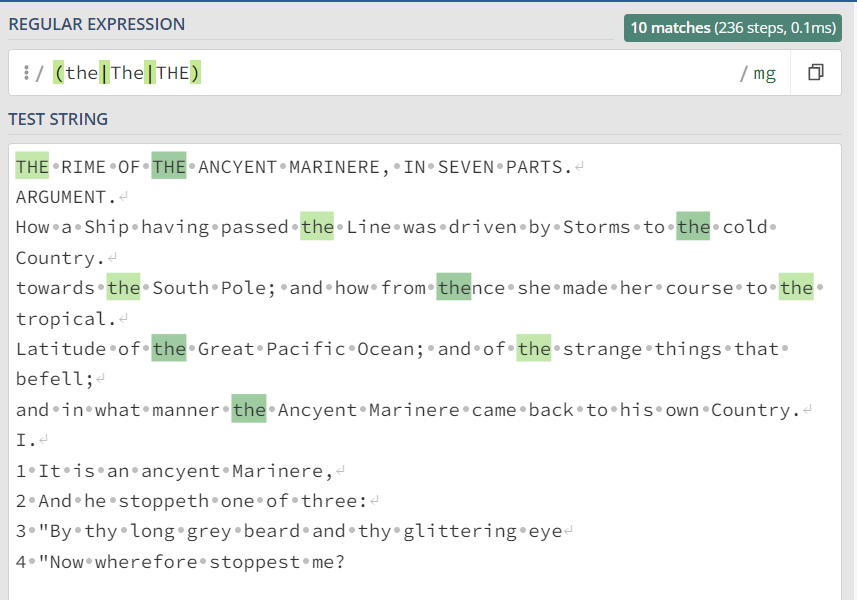 REGULAR EXPRESSION
10 matches (236 steps, 0.1ms)
/ (the|The|THE) / mg
TEST STRING
THE RIME OF THE ANCYENT MARINERE, IN SEVEN PARTS.
ARGUMENT.
How a Ship having passed the Line was driven by Storms to the cold
Country.
towards the South Pole; and how from thence she made her course to the
tropical.
Latitude of the Great Pacific Ocean; and of the strange things that
befell;
and in what manner the Ancyent Marinere came back to his own Country.
I.
1 It is an ancyent Marinere,
2 And he stoppeth one of three:
3 "By thy long grey beard and thy glittering eye
4 "Now wherefore stoppest me?